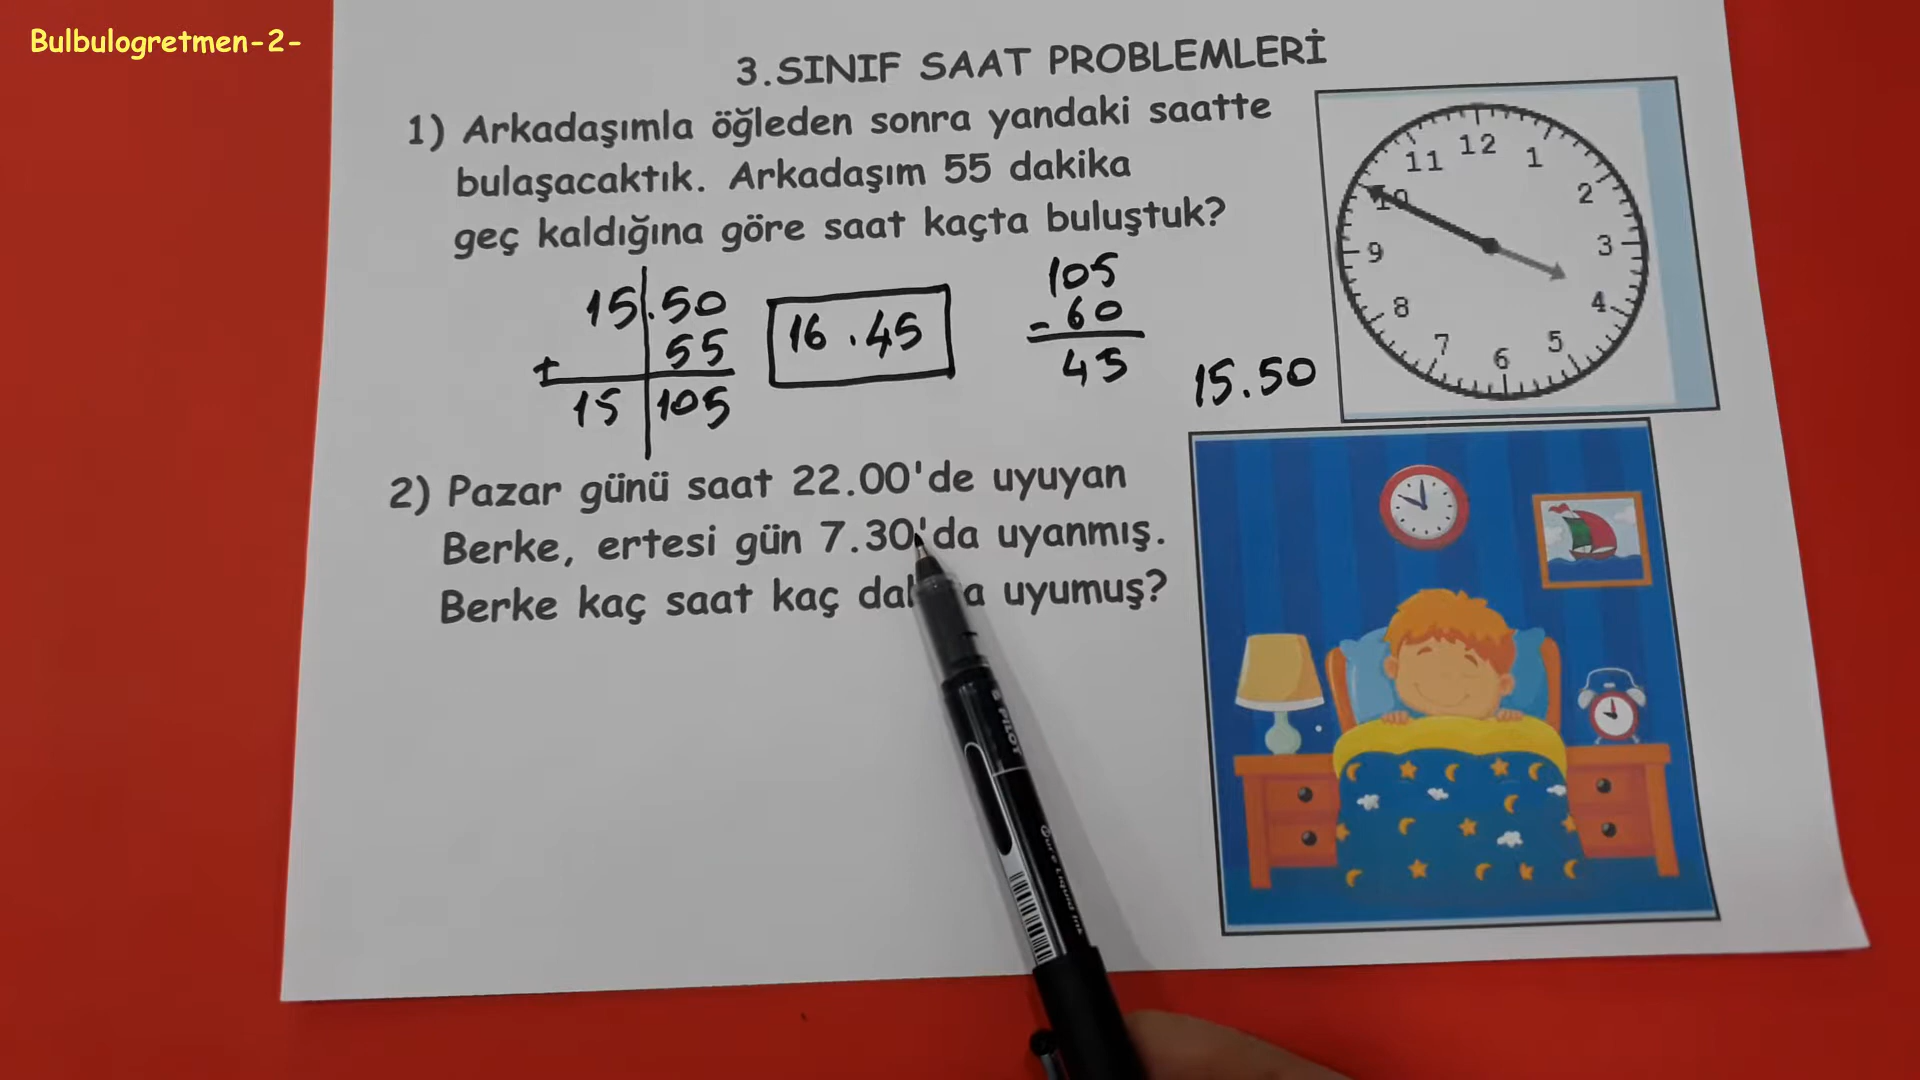 Bulbulogretmen-2-
3.SINIF SAAT PROBLEMLERİ
1) Arkadaşımla öğleden sonra yandaki saatte
bulaşacaktık. Arkadaşım 55 dakika
geç kaldığına göre saat kaçta buluştuk?
15.50
+ 55
15 105
16.45
105
- 60
45
15.50
12
11 1
10 2
9 3
8 4
7 5
6
2) Pazar günü saat 22.00'de uyuyan
Berke, ertesi gün 7.30'da uyanmış.
Berke kaç saat kaç uyumuş?
PILOT